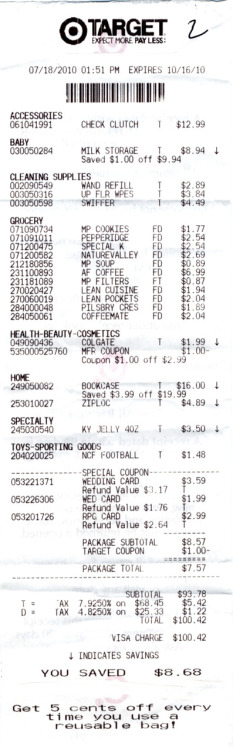 2
TARGET
EXPECT MORE. PAY LESS.
07/18/2010 01:51 PM EXPIRES 10/16/10
ACCESSORIES
061041991 CHECK CLUTCH T $12.99
BABY
030050284 MILK STORAGE T $8.94 ↓
Saved $1.00 off $9.94
CLEANING SUPPLIES
002090549 WAND REFILL T $2.89
003050316 UP FLR WPES T $3.84
003050598 SWIFFER T $4.49
GROCERY
071090734 MP COOKIES FD $1.77
071091011 PEPPERIDGE FD $2.54
071200475 SPECIAL K FD $2.54
071200582 NATUREVALLEY FD $2.69
212180856 MP SOUP FD $0.89
231100893 AF COFFEE FD $6.99
231181089 MP FILTERS FT $0.87
270020427 LEAN CUISINE FD $1.94
270060019 LEAN POCKETS FD $2.04
284000048 PILSBRY CRES FD $1.89
284050061 COFFEEMATE FD $2.04
HEALTH-BEAUTY-COSMETICS
049090436 COLGATE T $1.99 ↓
535000525760 MFR COUPON $1.00-
Coupon $1.00 off $2.99
HOME
249050082 BOOKCASE T $16.00 ↓
Saved $3.99 off $19.99
253010027 ZIPLOC T $4.89 ↓
SPECIALTY
245030540 KY JELLY 4OZ T $3.50 ↓
TOYS-SPORTING GOODS
204020025 NCF FOOTBALL T $1.48
SPECIAL COUPON
053221371 WEDDING CARD $3.59
Refund Value $3.17 T
053226306 WED CARD $1.99
Refund Value $1.76 T
053201726 RPG CARD $2.99
Refund Value $2.64 T
PACKAGE SUBTOTAL $8.57
TARGET COUPON $1.00-
PACKAGE TOTAL $7.57
SUBTOTAL $93.78
T = TAX 7.9250% on $68.45 $5.42
D = TAX 4.8250% on $25.33 $1.22
TOTAL $100.42
VISA CHARGE $100.42
↓ INDICATES SAVINGS
YOU SAVED $8.68
Get 5 cents off every
time you use a
reusable bag!